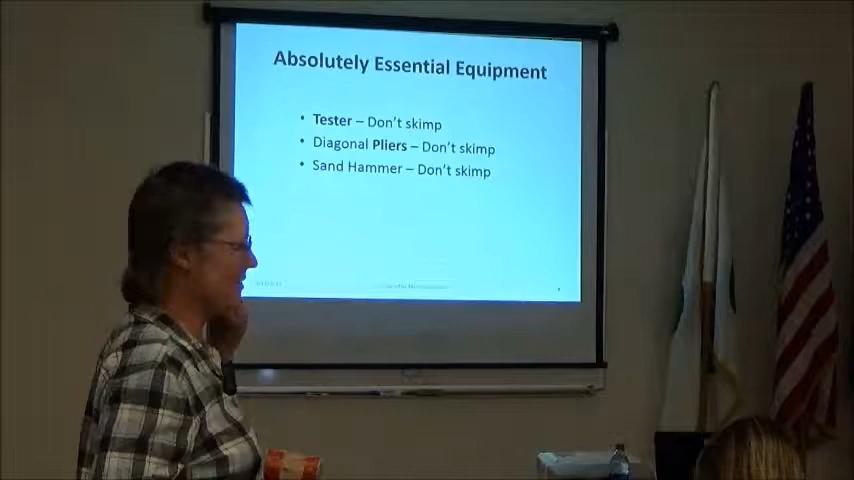 Absolutely Essential Equipment
• Tester – Don't skimp
• Diagonal Pliers – Don't skimp
• Sand Hammer – Don't skimp